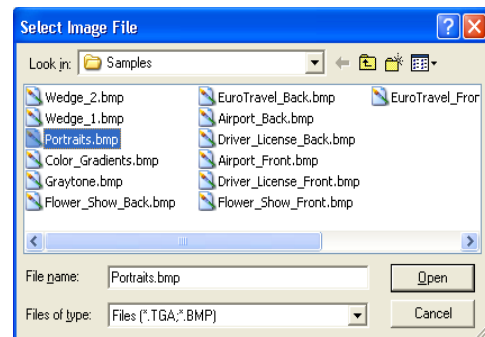 Select Image File
Look in: Samples
Wedge_2.bmp
Wedge_1.bmp
Portraits.bmp
Color_Gradients.bmp
Graytone.bmp
Flower_Show_Back.bmp
EuroTravel_Back.bmp
Airport_Back.bmp
Driver_License_Back.bmp
Airport_Front.bmp
Driver_License_Front.bmp
Flower_Show_Front.bmp
EuroTravel_Fror
File name: Portraits.bmp
Open
Files of type: Files (*.TGA;*.BMP)
Cancel